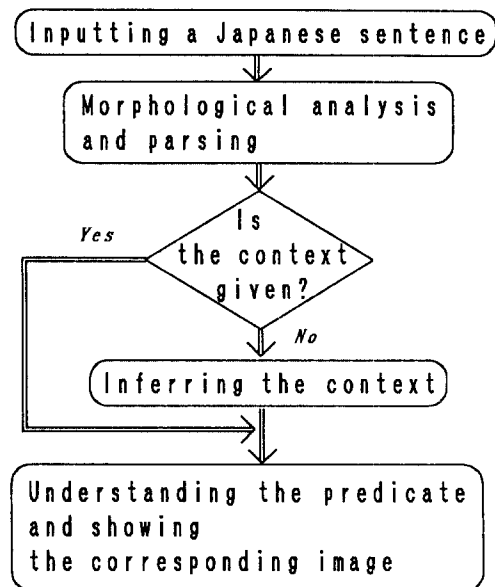 Inputting a Japanese sentence
Morphological analysis
and parsing
Is
the context
given?
Yes
No
Inferring the context
Understanding the predicate
and showing
the corresponding image